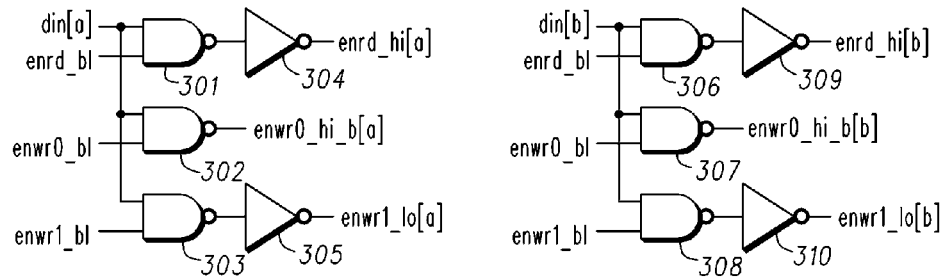 din[a]
enrd_bl
301
304
enrd_hi[a]
enwr0_bl
302
enwr0_hi_b[a]
enwr1_bl
303
305
enwr1_lo[a]
din[b]
enrd_bl
306
309
enrd_hi[b]
enwr0_bl
307
enwr0_hi_b[b]
enwr1_bl
308
310
enwr1_lo[b]